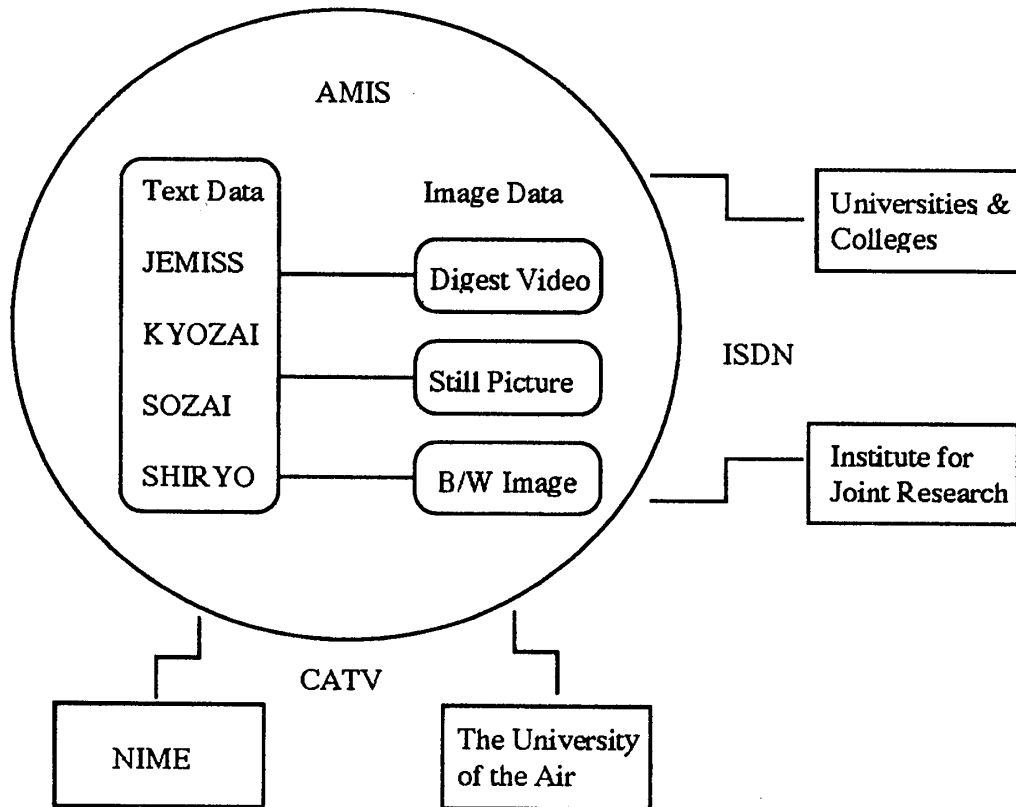 AMIS
Text Data
JEMISS
KYOZAI
SOZAI
SHIRYO
Image Data
Digest Video
Still Picture
B/W Image
Universities &
Colleges
ISDN
Institute for
Joint Research
CATV
NIME
The University
of the Air